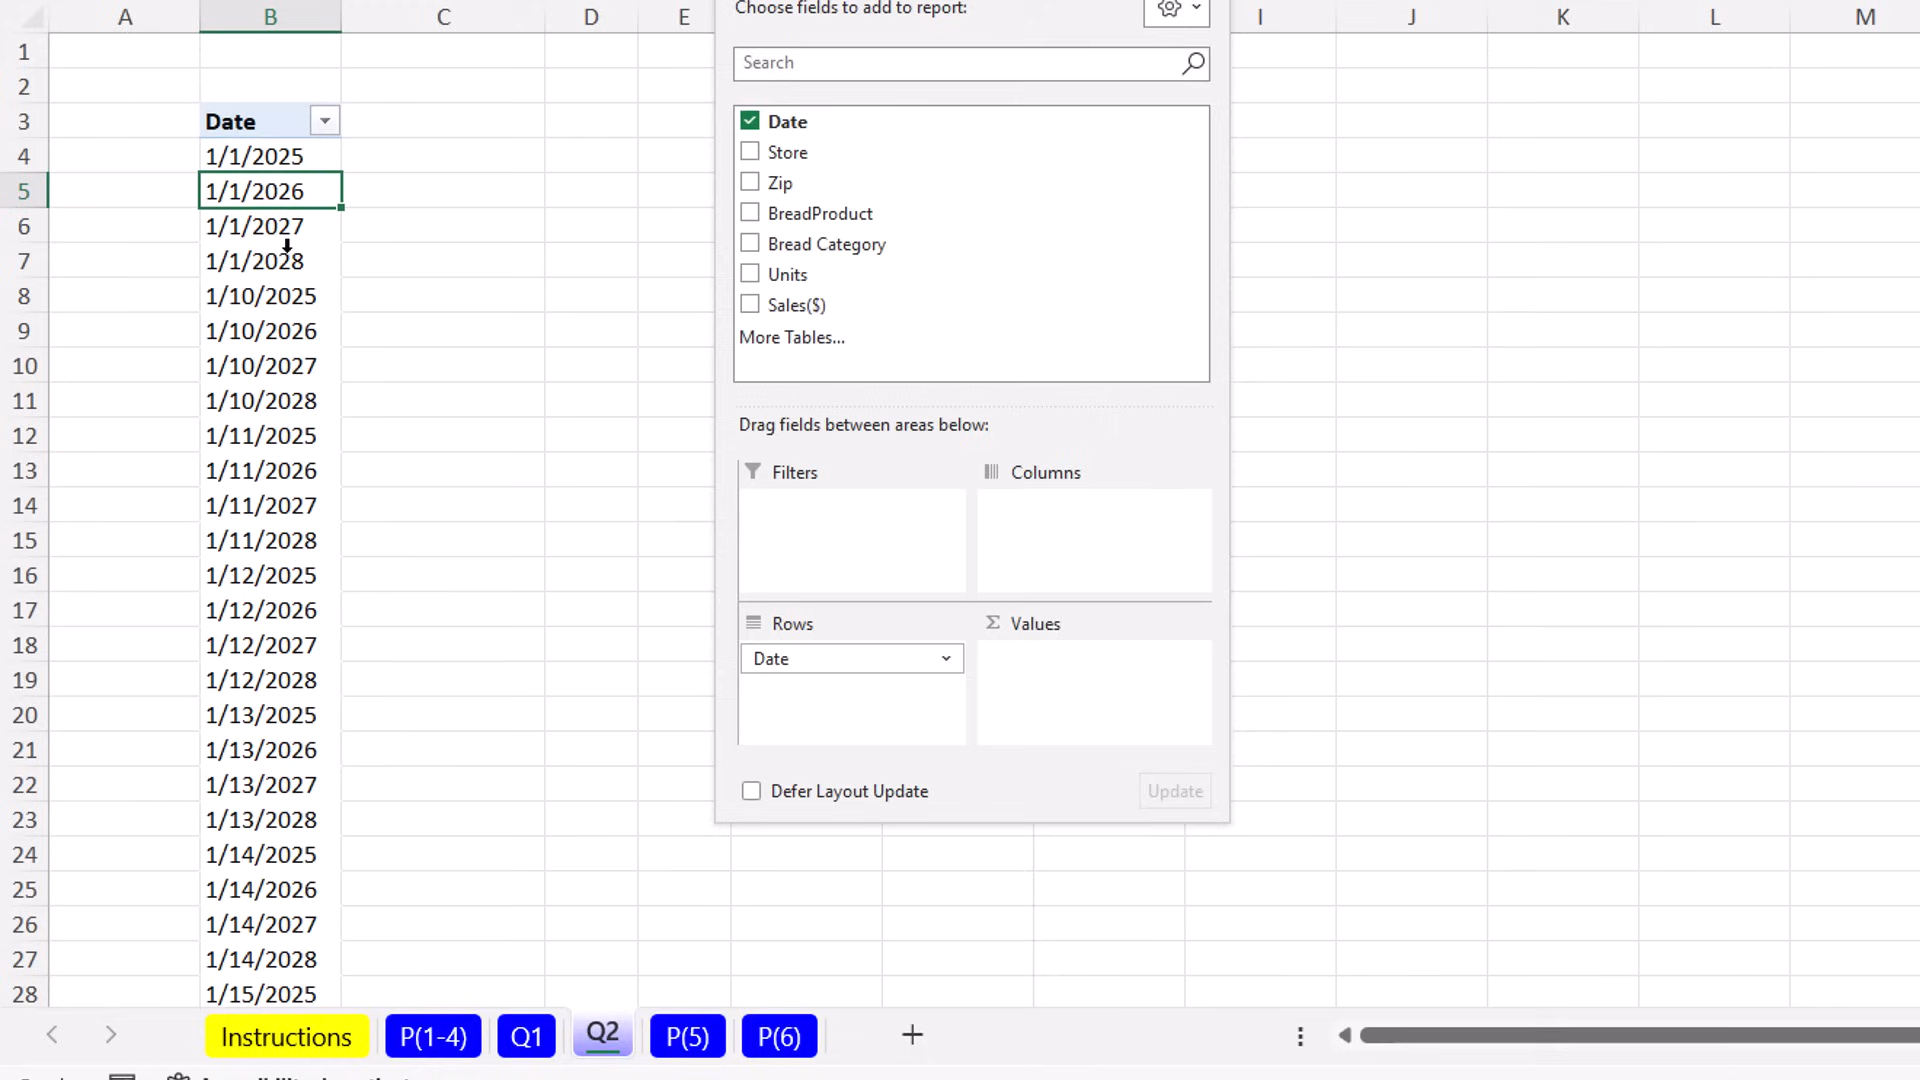 A B C D E I J K L M
Choose fields to add to report:
1
Search
2
3 Date
Date
4 1/1/2025
Store
5 1/1/2026
Zip
6 1/1/2027
BreadProduct
7 1/1/2028
Bread Category
8 1/10/2025
Units
9 1/10/2026
Sales($)
10 1/10/2027
More Tables...
11 1/10/2028
12 1/11/2025
Drag fields between areas below:
13 1/11/2026
Filters
Columns
14 1/11/2027
15 1/11/2028
16 1/12/2025
17 1/12/2026
Rows
Values
18 1/12/2027
Date
19 1/12/2028
20 1/13/2025
21 1/13/2026
22 1/13/2027
Defer Layout Update
Update
23 1/13/2028
24 1/14/2025
25 1/14/2026
26 1/14/2027
27 1/14/2028
28 1/15/2025
Instructions P(1-4) Q1 Q2 P(5) P(6)